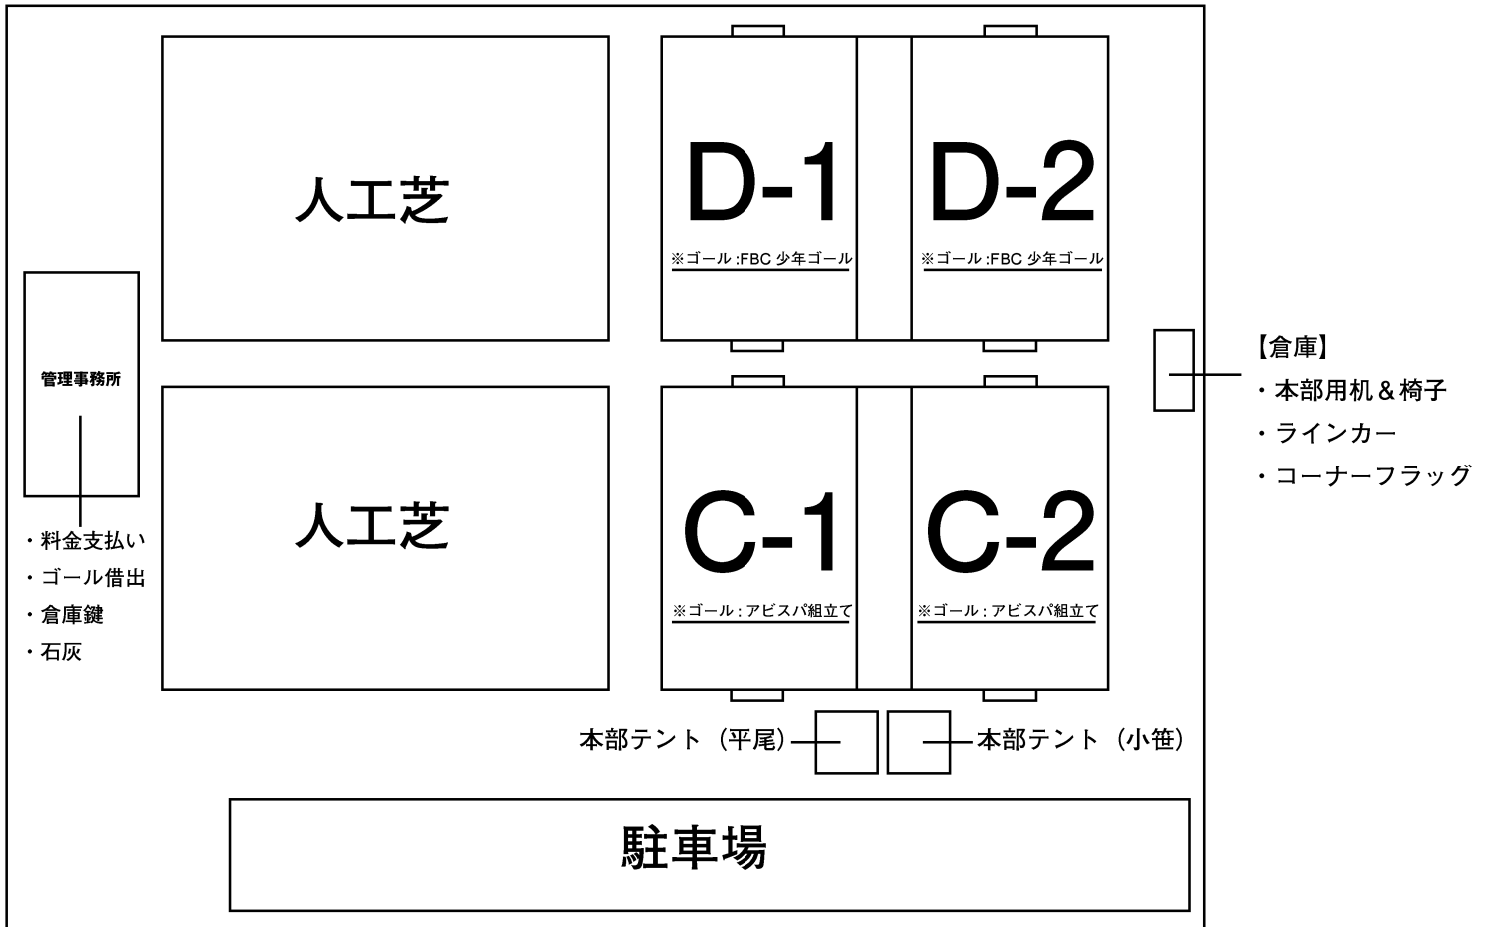 人工芝
D-1
※ゴール:FBC 少年ゴール
D-2
※ゴール:FBC 少年ゴール
管理事務所
・料金支払い
・ゴール借出
・倉庫鍵
・石灰
【倉庫】
・本部用机&椅子
・ラインカー
・コーナーフラッグ
人工芝
C-1
※ゴール:アビスパ組立て
C-2
※ゴール:アビスパ組立て
本部テント(平尾)
本部テント(小笹)
駐車場